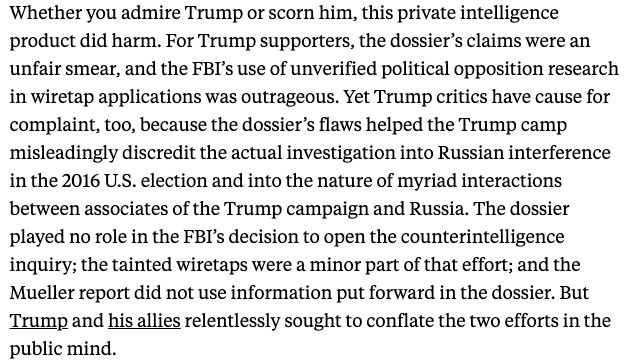 Whether you admire Trump or scorn him, this private intelligence
product did harm. For Trump supporters, the dossier’s claims were an
unfair smear, and the FBI’s use of unverified political opposition research
in wiretap applications was outrageous. Yet Trump critics have cause for
complaint, too, because the dossier’s flaws helped the Trump camp
misleadingly discredit the actual investigation into Russian interference
in the 2016 U.S. election and into the nature of myriad interactions
between associates of the Trump campaign and Russia. The dossier
played no role in the FBI’s decision to open the counterintelligence
inquiry; the tainted wiretaps were a minor part of that effort; and the
Mueller report did not use information put forward in the dossier. But
Trump and his allies relentlessly sought to conflate the two efforts in the
public mind.